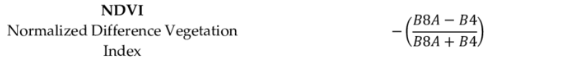 NDVI
Normalized Difference Vegetation
Index
−(B8A − B4 / B8A + B4)